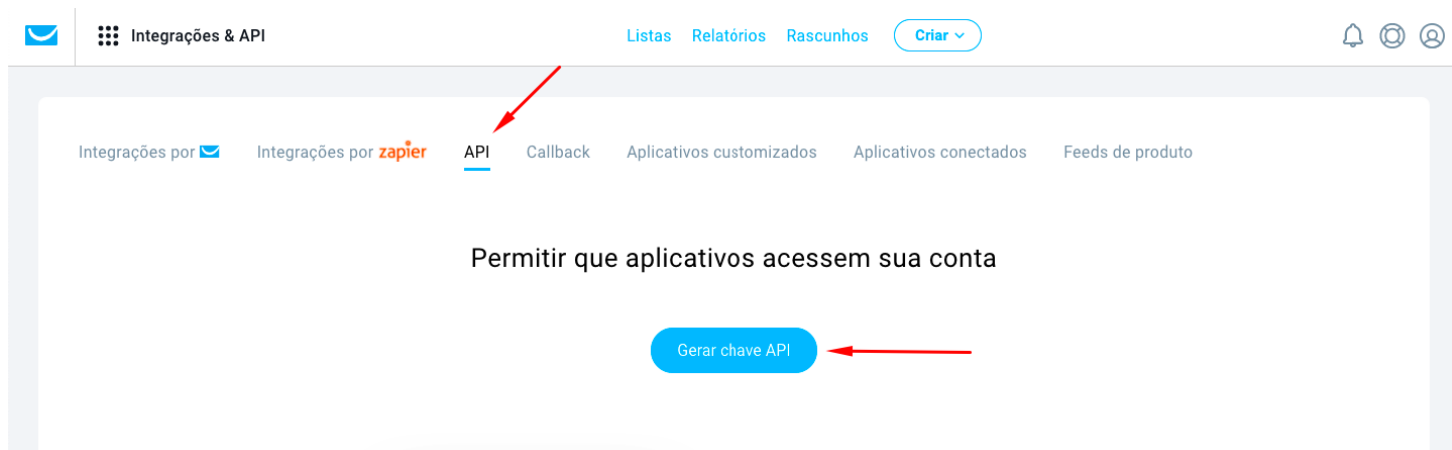 Integrações & API Listas Relatórios Rascunhos Criar
Integrações por Integrações por zapier API Callback Aplicativos customizados Aplicativos conectados Feeds de produto
Permitir que aplicativos acessem sua conta
Gerar chave API